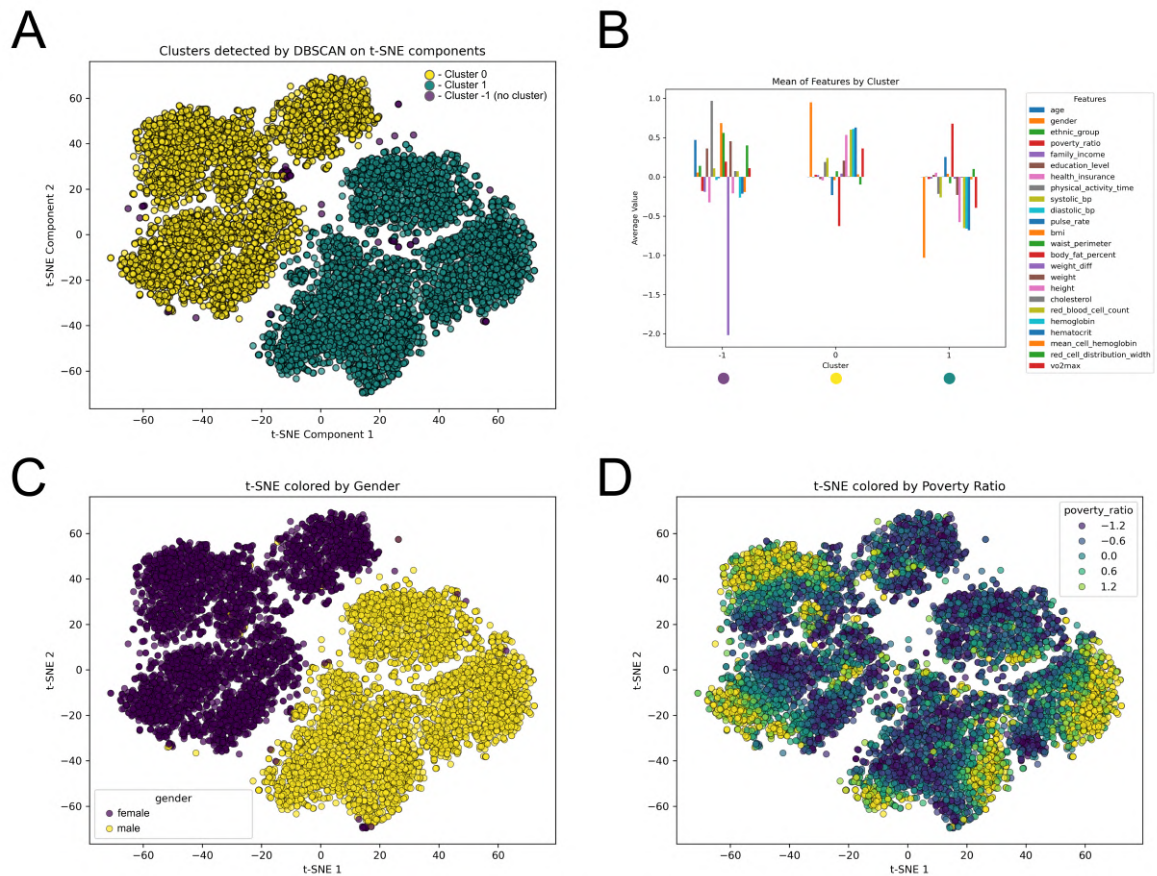 A
Clusters detected by DBSCAN on t-SNE components
- Cluster 0
- Cluster 1
- Cluster -1 (no cluster)
60
40
20
0
−20
−40
−60
t-SNE Component 2
−60 −40 −20 0 20 40 60
t-SNE Component 1
B
Mean of Features by Cluster
1.0
0.5
0.0
−0.5
−1.0
−1.5
−2.0
Average Value
-1 0 1
Cluster
Features
age
gender
ethnic_group
poverty_ratio
family_income
education_level
health_insurance
physical_activity_time
systolic_bp
diastolic_bp
pulse_rate
bmi
waist_perimeter
body_fat_percent
weight_diff
weight
height
cholesterol
red_blood_cell_count
hemoglobin
hematocrit
mean_cell_hemoglobin
red_cell_distribution_width
vo2max
C
t-SNE colored by Gender
60
40
20
0
−20
−40
−60
t-SNE 2
gender
female
male
−60 −40 −20 0 20 40 60
t-SNE 1
D
t-SNE colored by Poverty Ratio
poverty_ratio
−1.2
−0.6
0.0
0.6
1.2
60
40
20
0
−20
−40
−60
t-SNE 2
−60 −40 −20 0 20 40 60
t-SNE 1